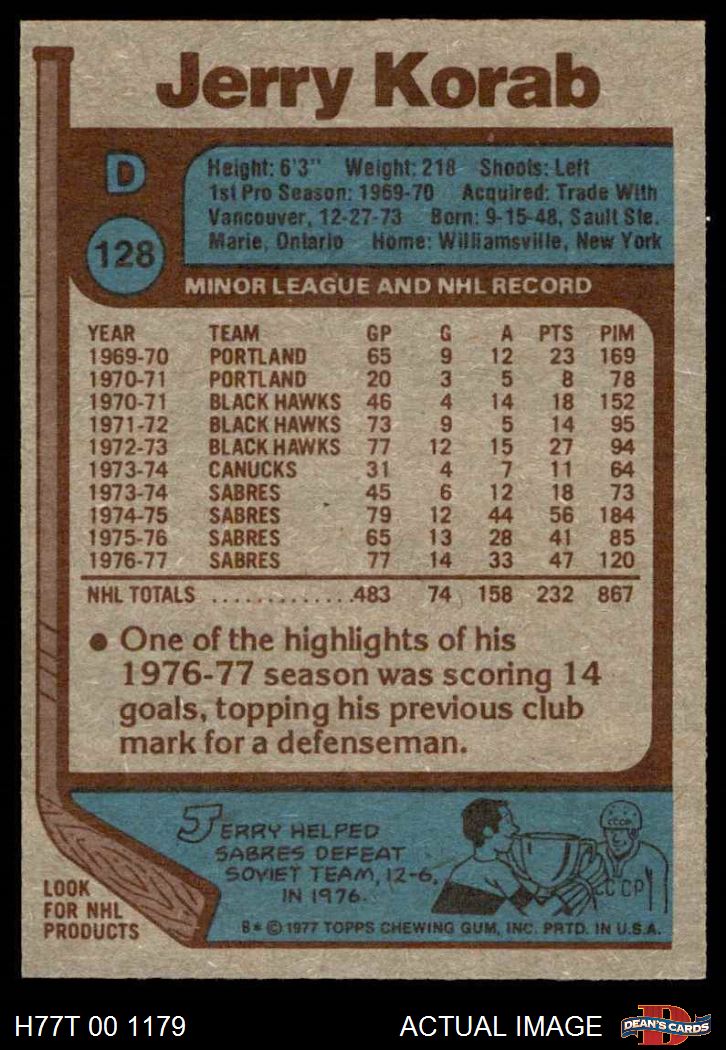 Jerry Korab
D
128
Height: 6'3" Weight: 218 Shoots: Left
1st Pro Season: 1969-70 Acquired: Trade With
Vancouver, 12-27-73 Born: 9-15-48, Sault Ste.
Marie, Ontario Home: Williamsville, New York
MINOR LEAGUE AND NHL RECORD
YEAR TEAM GP G A PTS PIM
1969-70 PORTLAND 65 9 12 23 169
1970-71 PORTLAND 20 3 5 8 78
1970-71 BLACK HAWKS 46 4 14 18 152
1971-72 BLACK HAWKS 73 9 5 14 95
1972-73 BLACK HAWKS 77 12 15 27 94
1973-74 CANUCKS 31 4 7 11 64
1973-74 SABRES 45 6 12 18 73
1974-75 SABRES 79 12 44 56 184
1975-76 SABRES 65 13 28 41 85
1976-77 SABRES 77 14 33 47 120
NHL TOTALS .............483 74 158 232 867
● One of the highlights of his
1976-77 season was scoring 14
goals, topping his previous club
mark for a defenseman.
JERRY HELPED
SABRES DEFEAT
SOVIET TEAM, 12-6,
IN 1976.
CCCP
CCCP
LOOK
FOR NHL
PRODUCTS
B* © 1977 TOPPS CHEWING GUM, INC. PRTD. IN U.S.A.
H77T 00 1179
ACTUAL IMAGE
D
DEAN'S CARDS